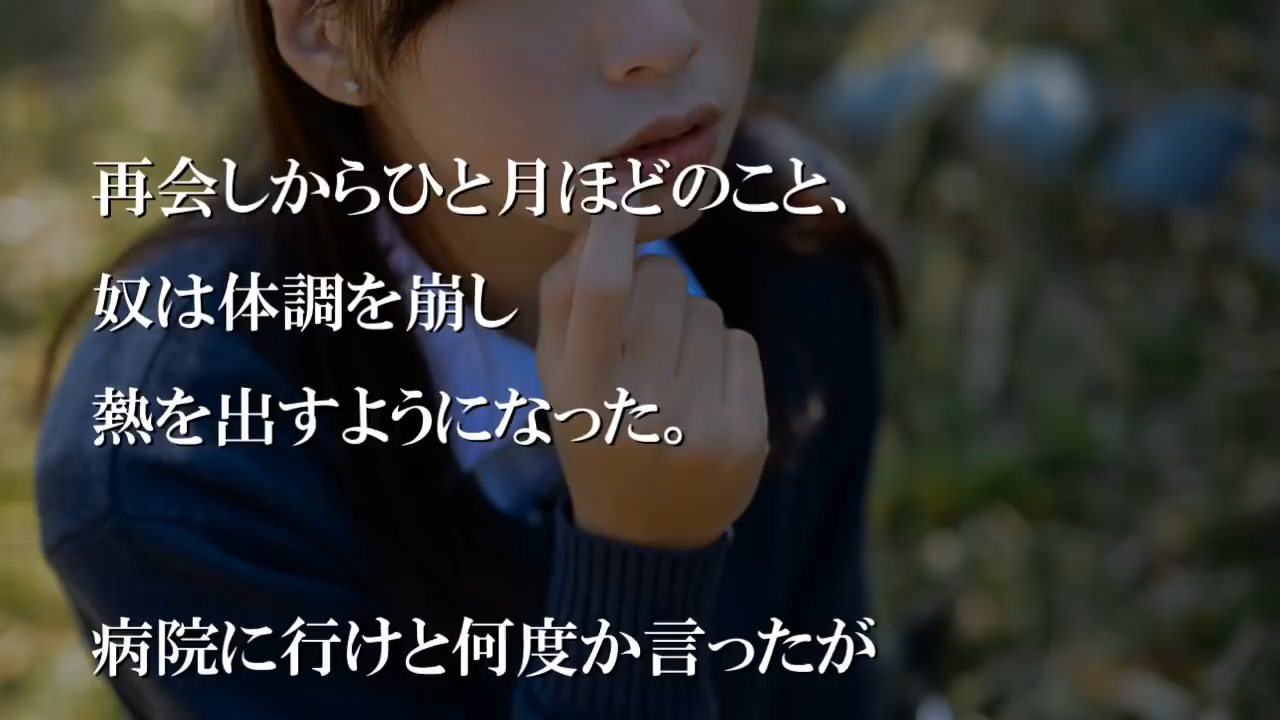 再会しからひと月ほどのこと、
奴は体調を崩し
熱を出すようになった。
病院に行けと何度か言ったが